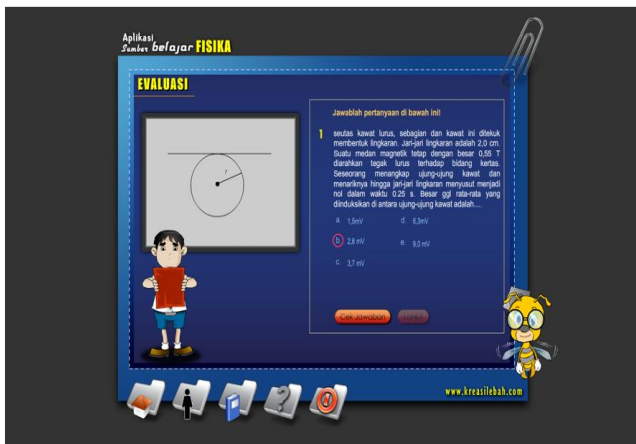 Aplikasi
Sumber belajar FISIKA
EVALUASI
Jawablah pertanyaan di bawah ini!
1 seutas kawat lurus, sebagian dan kawat ini ditekuk
membentuk lingkaran. Jari-jari lingkaran adalah 2,0 cm.
Suatu medan magnetik tetap dengan besar 0,55 T
diarahkan tegak lurus terhadap bidang kertas.
Seseorang menangkap ujung-ujung kawat dan
menariknya hingga jari-jari lingkaran menyusut menjadi
nol dalam waktu 0.25 s. Besar ggl rata-rata yang
diinduksikan di antara ujung-ujung kawat adalah....
a. 1,5mV d. 6,3mV
b. 2,8 mV e. 9,0 mV
c. 3,7 mV
r
Cek Jawaban Lanjut
www.kreasilebah.com